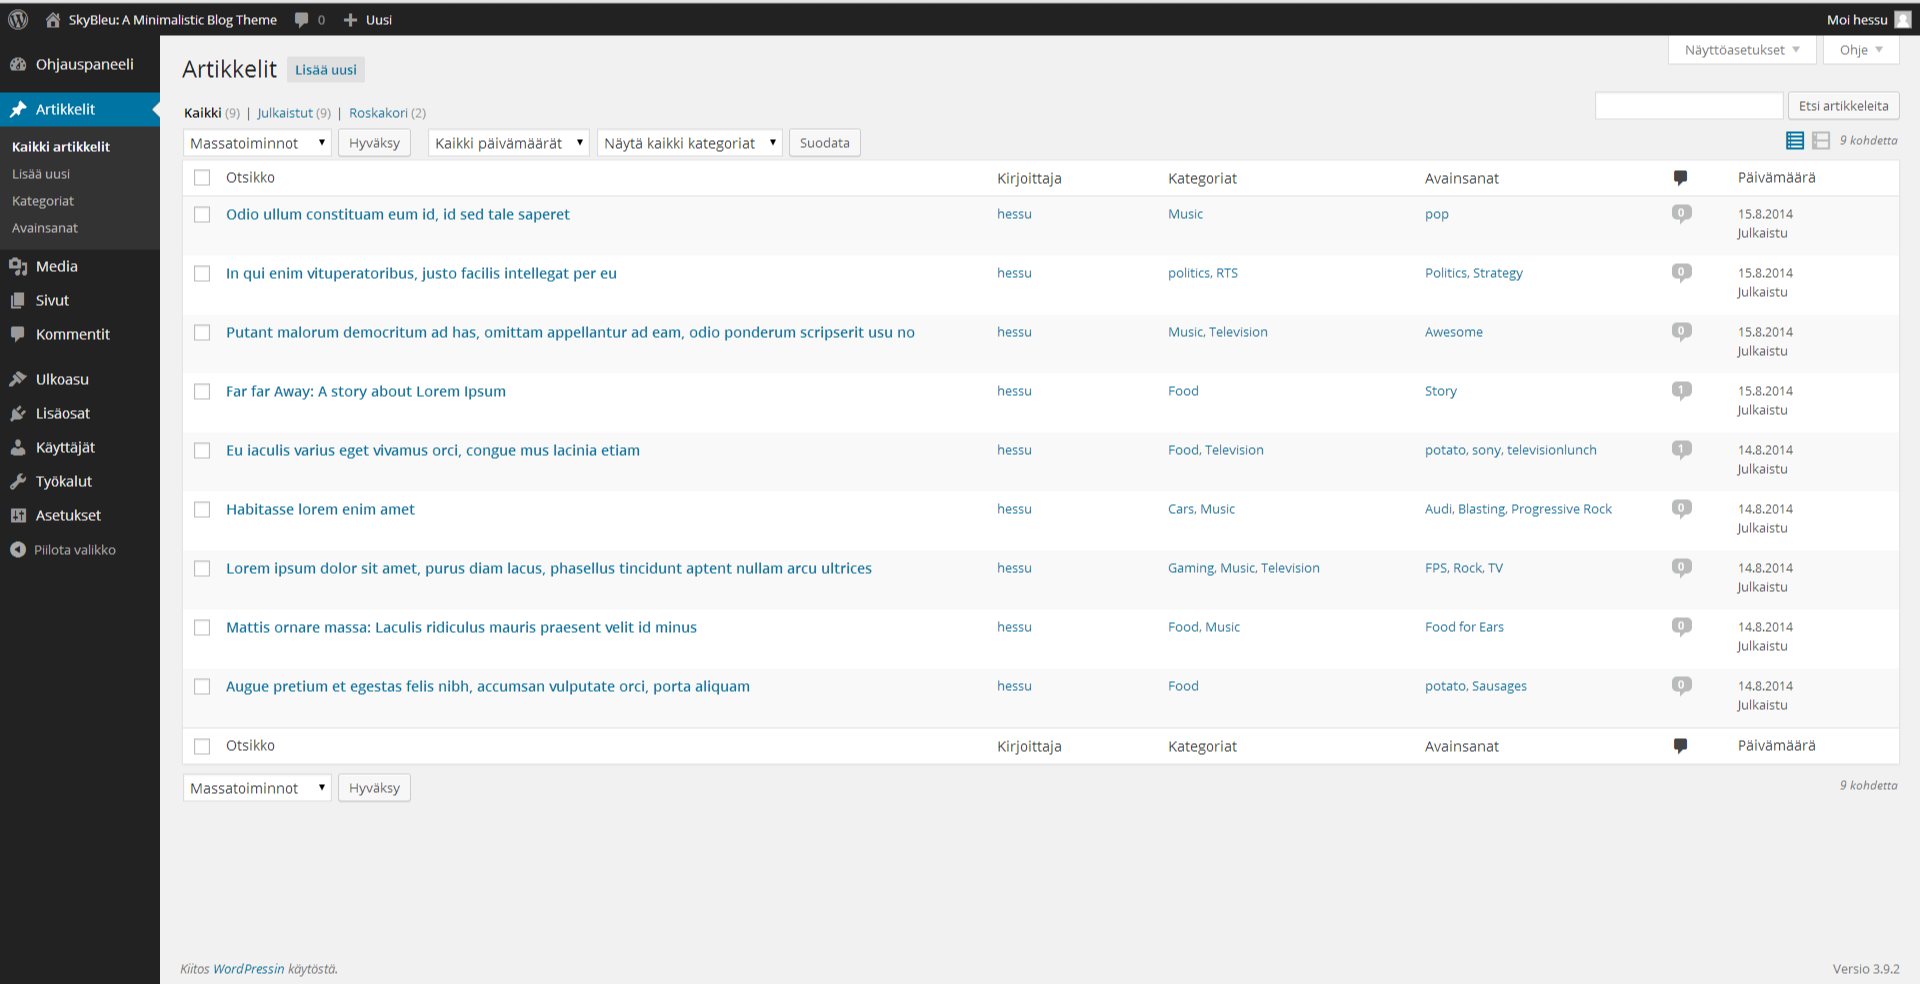 SkyBleu: A Minimalistic Blog Theme 0 Uusi Moi hessu
Ohjauspaneeli
Artikkelit
Kaikki artikkelit
Lisää uusi
Kategoriat
Avainsanat
Media
Sivut
Kommentit
Ulkoasu
Lisäosat
Käyttäjät
Työkalut
Asetukset
Piilota valikko
Näyttöasetukset Ohje
Artikkelit Lisää uusi
Kaikki (9) | Julkaistut (9) | Roskakori (2)
Etsi artikkeleita
Massatoiminnot Hyväksy Kaikki päivämäärät Näytä kaikki kategoriat Suodata 9 kohdetta
Otsikko Kirjoittaja Kategoriat Avainsanat Päivämäärä
Odio ullum constituam eum id, id sed tale saperet hessu Music pop 0 15.8.2014
Julkaistu
In qui enim vituperatoribus, justo facilis intellegat per eu hessu politics, RTS Politics, Strategy 0 15.8.2014
Julkaistu
Putant malorum democritum ad has, omittam appellantur ad eam, odio ponderum scripserit usu no hessu Music, Television Awesome 0 15.8.2014
Julkaistu
Far far Away: A story about Lorem Ipsum hessu Food Story 1 15.8.2014
Julkaistu
Eu iaculis varius eget vivamus orci, congue mus lacinia etiam hessu Food, Television potato, sony, televisionlunch 1 14.8.2014
Julkaistu
Habitasse lorem enim amet hessu Cars, Music Audi, Blasting, Progressive Rock 0 14.8.2014
Julkaistu
Lorem ipsum dolor sit amet, purus diam lacus, phasellus tincidunt aptent nullam arcu ultrices hessu Gaming, Music, Television FPS, Rock, TV 0 14.8.2014
Julkaistu
Mattis ornare massa: Laculis ridiculus mauris praesent velit id minus hessu Food, Music Food for Ears 0 14.8.2014
Julkaistu
Augue pretium et egestas felis nibh, accumsan vulputate orci, porta aliquam hessu Food potato, Sausages 0 14.8.2014
Julkaistu
Otsikko Kirjoittaja Kategoriat Avainsanat Päivämäärä
Massatoiminnot Hyväksy 9 kohdetta
Kiitos WordPressin käytöstä. Versio 3.9.2